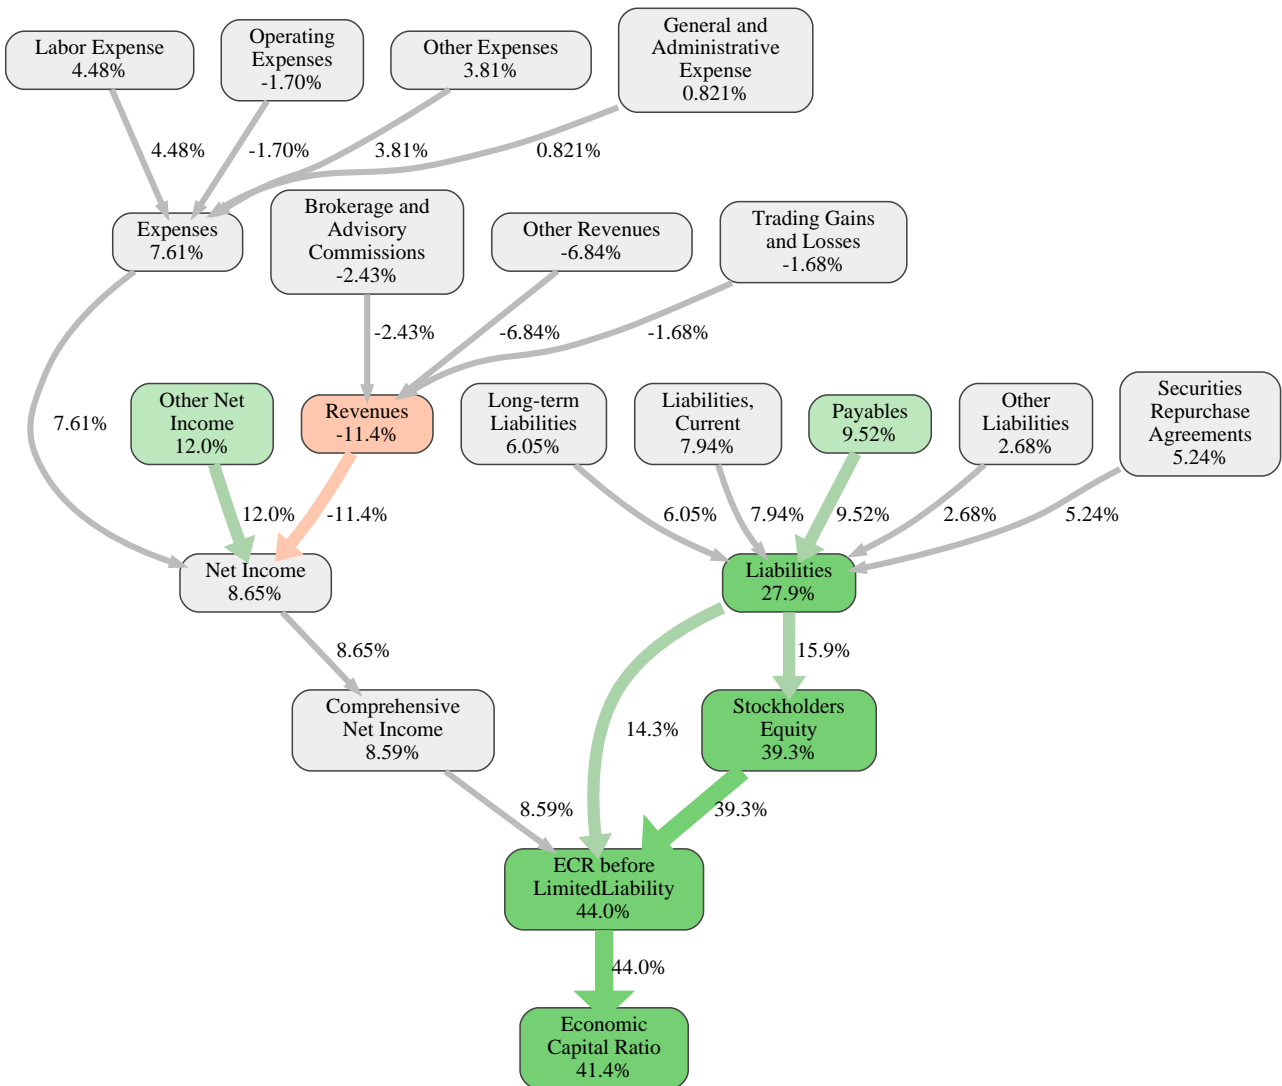 Labor Expense
4.48%
Operating
Expenses
-1.70%
Other Expenses
3.81%
General and
Administrative
Expense
0.821%
4.48%
-1.70%
3.81%
0.821%
Expenses
7.61%
Brokerage and
Advisory
Commissions
-2.43%
Other Revenues
-6.84%
Trading Gains
and Losses
-1.68%
-2.43%
-6.84%
-1.68%
7.61%
Other Net
Income
12.0%
Revenues
-11.4%
Long-term
Liabilities
6.05%
Liabilities,
Current
7.94%
Payables
9.52%
Other
Liabilities
2.68%
Securities
Repurchase
Agreements
5.24%
12.0%
-11.4%
6.05%
7.94%
9.52%
2.68%
5.24%
Net Income
8.65%
Liabilities
27.9%
8.65%
15.9%
Comprehensive
Net Income
8.59%
14.3%
Stockholders
Equity
39.3%
8.59%
39.3%
ECR before
LimitedLiability
44.0%
44.0%
Economic
Capital Ratio
41.4%